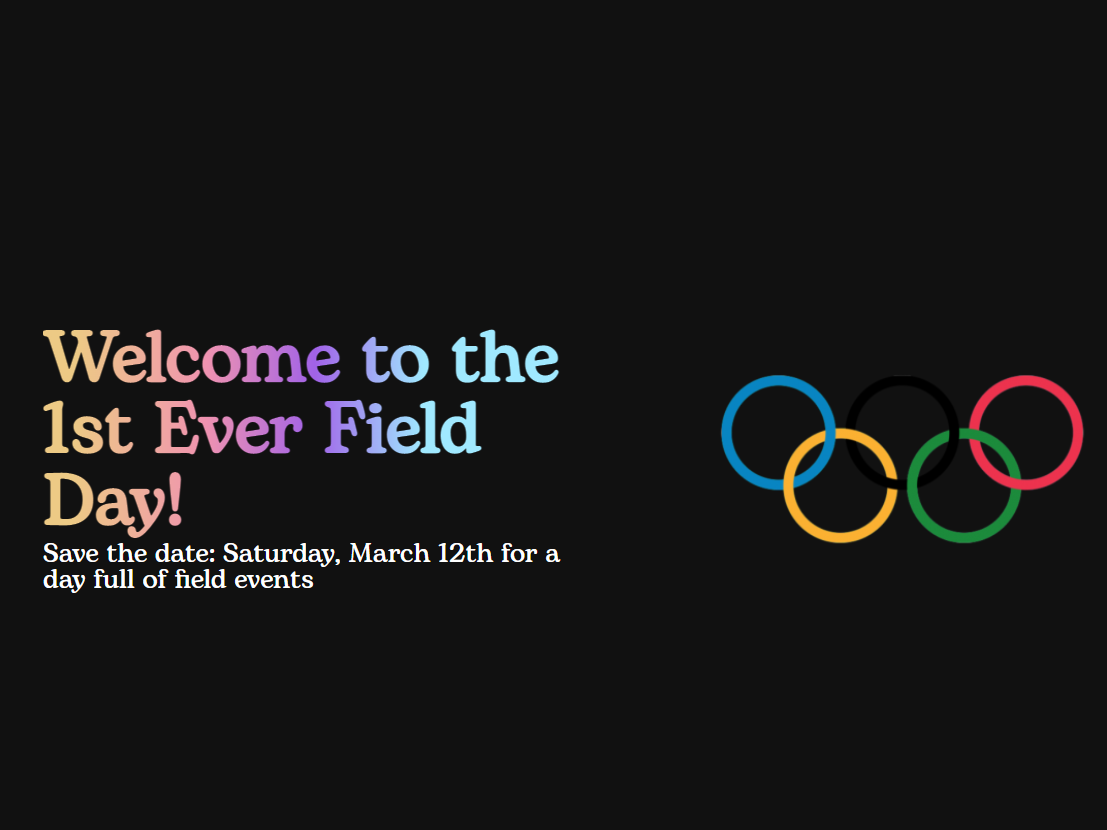 Welcome to the
1st Ever Field
Day!
Save the date: Saturday, March 12th for a
day full of field events